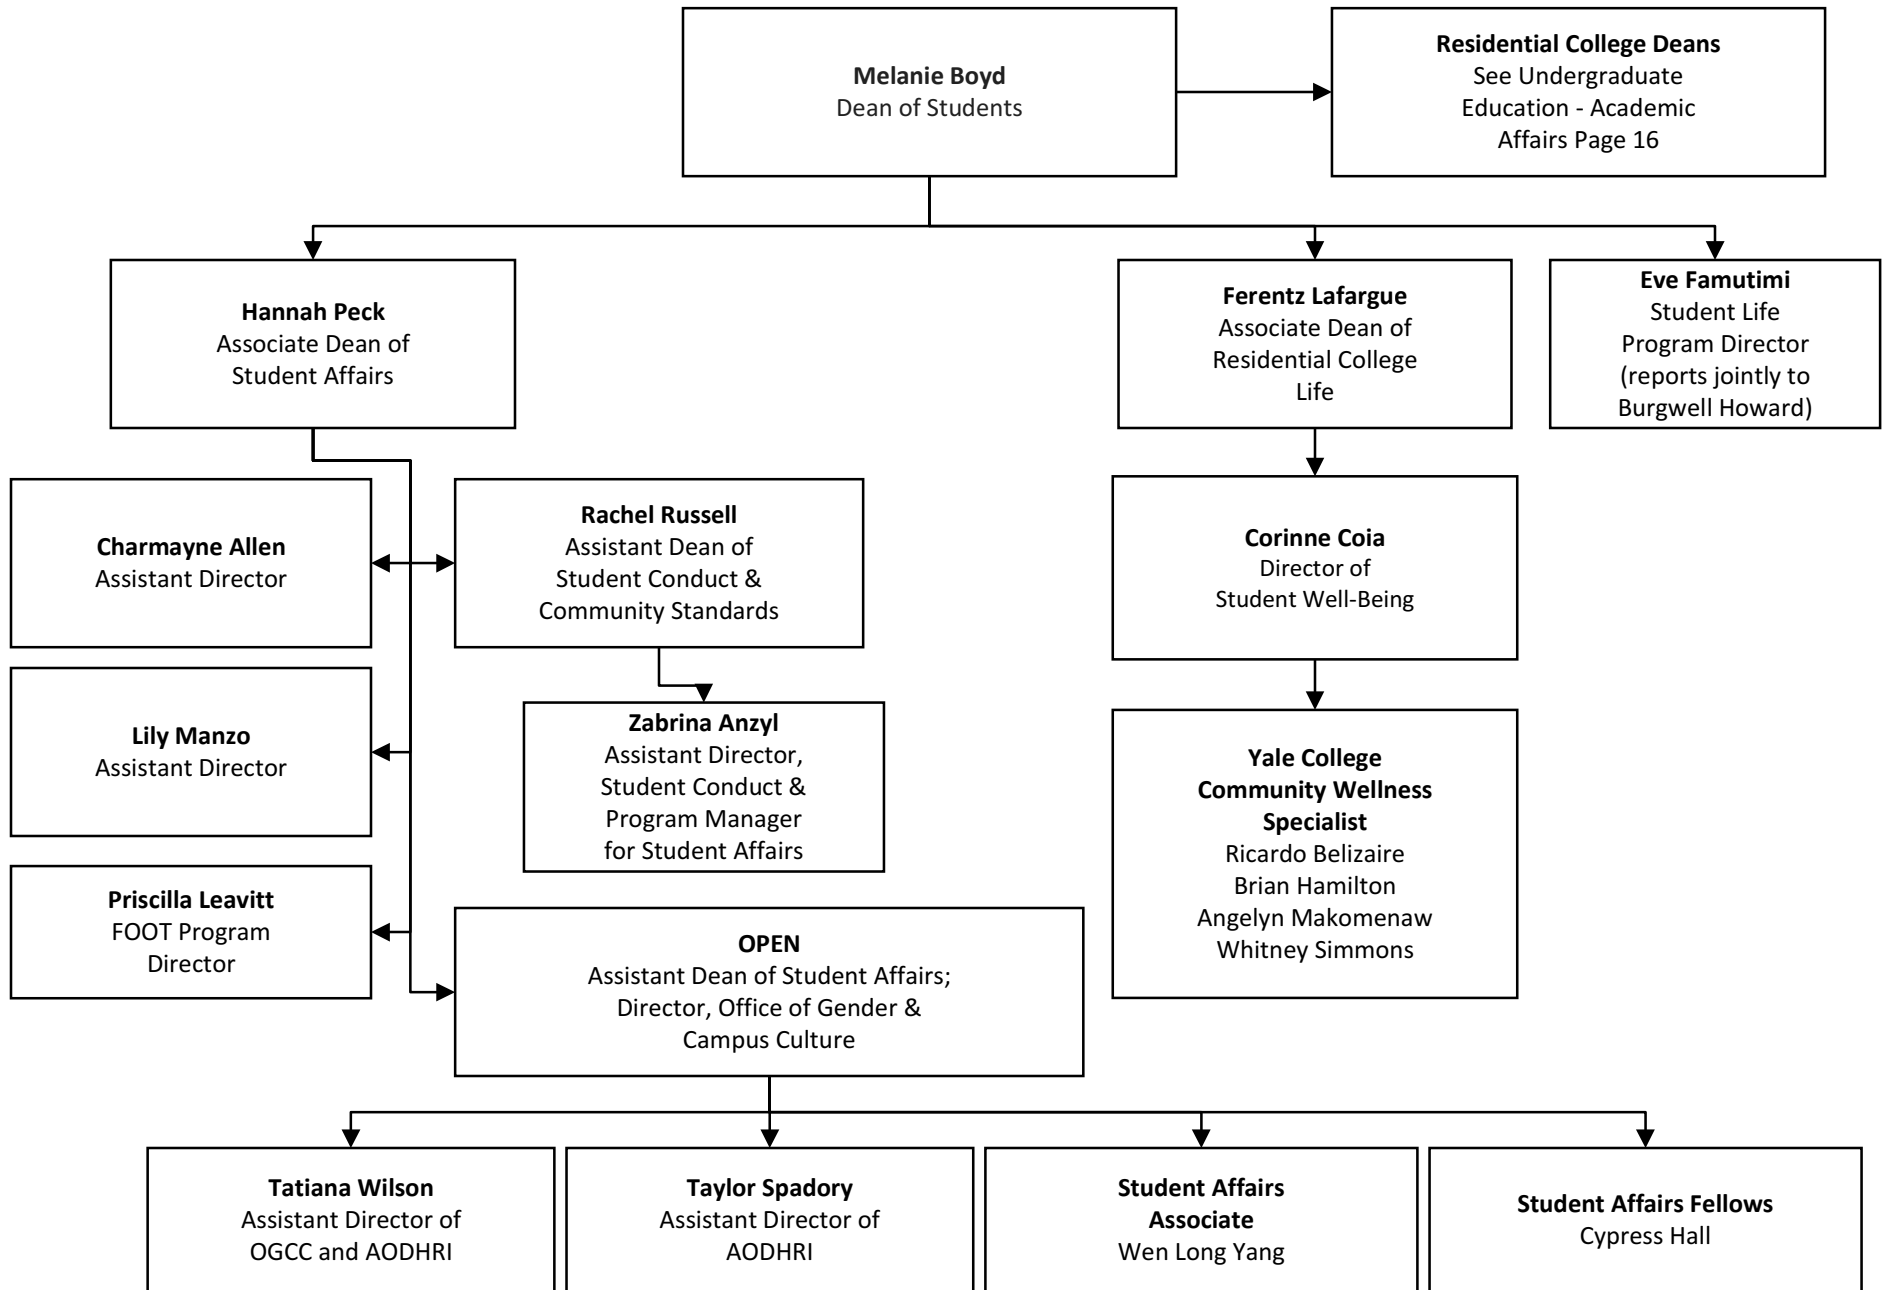 Melanie Boyd
Dean of Students
Residential College Deans
See Undergraduate
Education - Academic
Affairs Page 16
Hannah Peck
Associate Dean of
Student Affairs
Ferentz Lafargue
Associate Dean of
Residential College
Life
Eve Famutimi
Student Life
Program Director
(reports jointly to
Burgwell Howard)
Charmayne Allen
Assistant Director
Rachel Russell
Assistant Dean of
Student Conduct &
Community Standards
Corinne Coia
Director of
Student Well-Being
Lily Manzo
Assistant Director
Zabrina Anzyl
Assistant Director,
Student Conduct &
Program Manager
for Student Affairs
Yale College
Community Wellness
Specialist
Ricardo Belizaire
Brian Hamilton
Angelyn Makomenaw
Whitney Simmons
Priscilla Leavitt
FOOT Program
Director
OPEN
Assistant Dean of Student Affairs;
Director, Office of Gender &
Campus Culture
Tatiana Wilson
Assistant Director of
OGCC and AODHRI
Taylor Spadory
Assistant Director of
AODHRI
Student Affairs
Associate
Wen Long Yang
Student Affairs Fellows
Cypress Hall